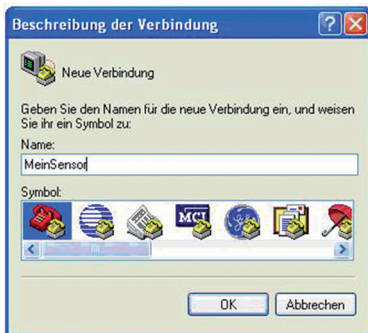 Beschreibung der Verbindung
Neue Verbindung
Geben Sie den Namen für die neue Verbindung ein, und weisen
Sie ihr ein Symbol zu:
Name:
MeinSensor
Symbol:
MCI
OK
Abbrechen